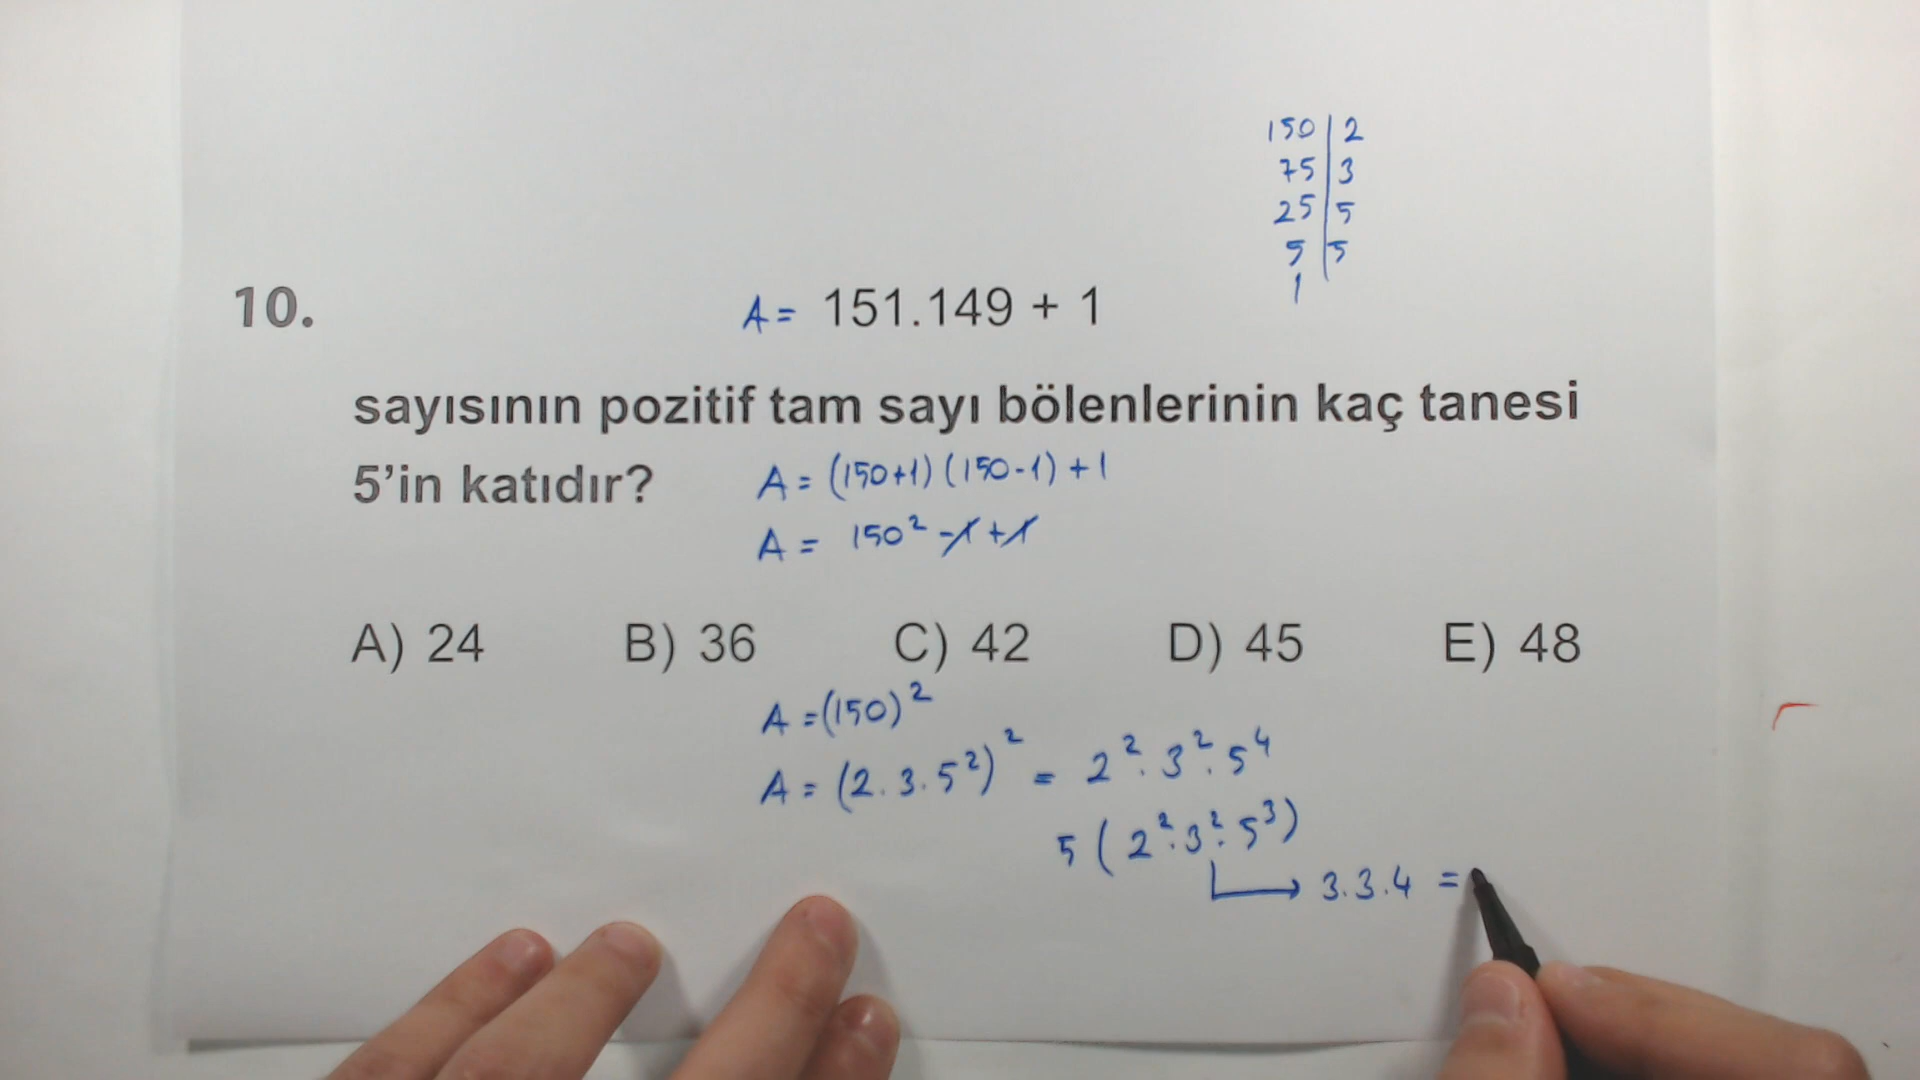 150 | 2
75 | 3
25 | 5
5 | 5
1
10. A = 151.149 + 1
sayısının pozitif tam sayı bölenlerinin kaç tanesi
5'in katıdır?
A = (150+1) (150-1) + 1
A = 150² - 1 + 1
A) 24 B) 36 C) 42 D) 45 E) 48
A = (150)²
A = (2.3.5²)² = 2².3².5⁴
5 (2².3².5³)
→ 3.3.4 =